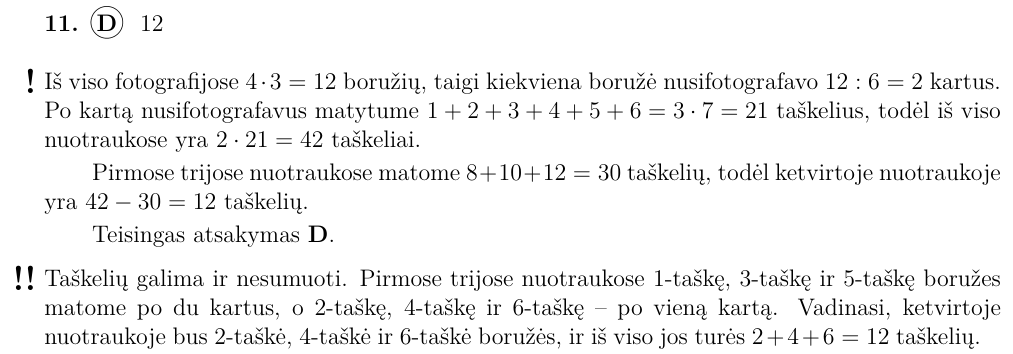 11. D 12
! Iš viso fotografijose 4 · 3 = 12 boružių, taigi kiekviena boružė nusifotografavo 12 : 6 = 2 kartus.
Po kartą nusifotografavus matytume 1 + 2 + 3 + 4 + 5 + 6 = 3 · 7 = 21 taškelius, todėl iš viso
nuotraukose yra 2 · 21 = 42 taškeliai.
Pirmose trijose nuotraukose matome 8+10+12 = 30 taškelių, todėl ketvirtoje nuotraukoje
yra 42 − 30 = 12 taškelių.
Teisingas atsakymas D.
!! Taškelių galima ir nesumuoti. Pirmose trijose nuotraukose 1-taškę, 3-taškę ir 5-taškę boružes
matome po du kartus, o 2-taškę, 4-taškę ir 6-taškę – po vieną kartą. Vadinasi, ketvirtoje
nuotraukoje bus 2-taškė, 4-taškė ir 6-taškė boružės, ir iš viso jos turės 2+4+6 = 12 taškelių.